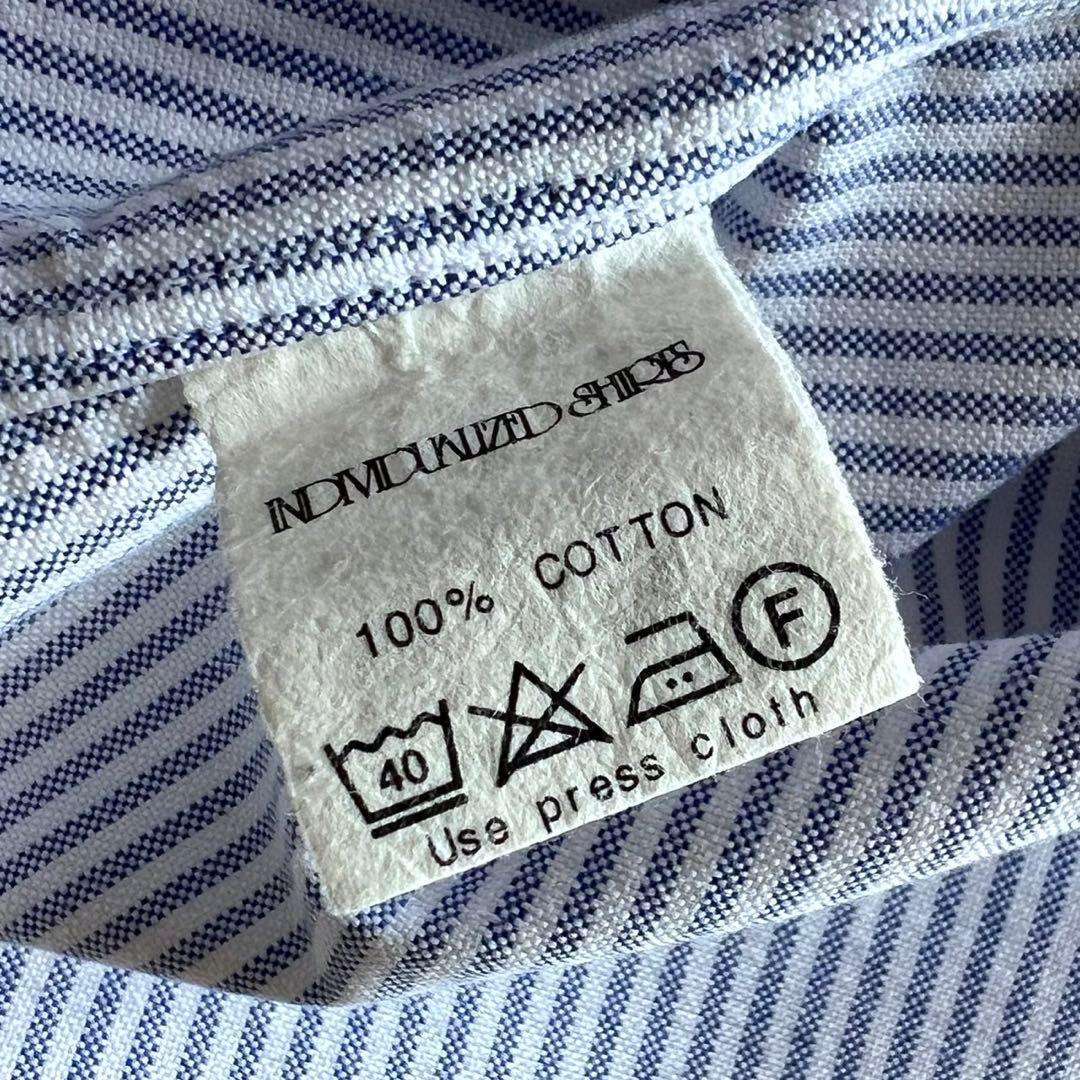 INDIVIDUALIZED SHIRTS
100% COTTON
40 F
Use press cloth